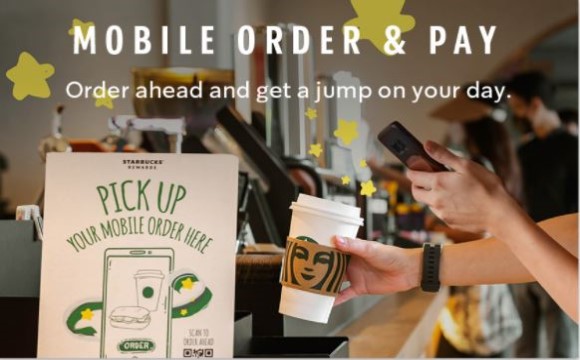 MOBILE ORDER & PAY
Order ahead and get a jump on your day.
STARBUCKS®
REWARDS
PICK UP
YOUR MOBILE ORDER HERE
ORDER
SCAN TO
ORDER AHEAD